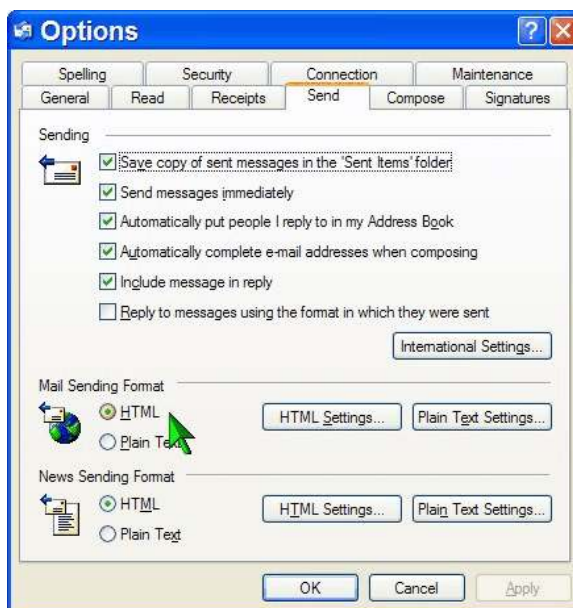 Options
Spelling Security Connection Maintenance
General Read Receipts Send Compose Signatures
Sending
Save copy of sent messages in the 'Sent Items' folder
Send messages immediately
Automatically put people I reply to in my Address Book
Automatically complete e-mail addresses when composing
Include message in reply
Reply to messages using the format in which they were sent
International Settings...
Mail Sending Format
HTML HTML Settings... Plain Text Settings...
Plain Text
News Sending Format
HTML HTML Settings... Plain Text Settings...
Plain Text
OK Cancel Apply